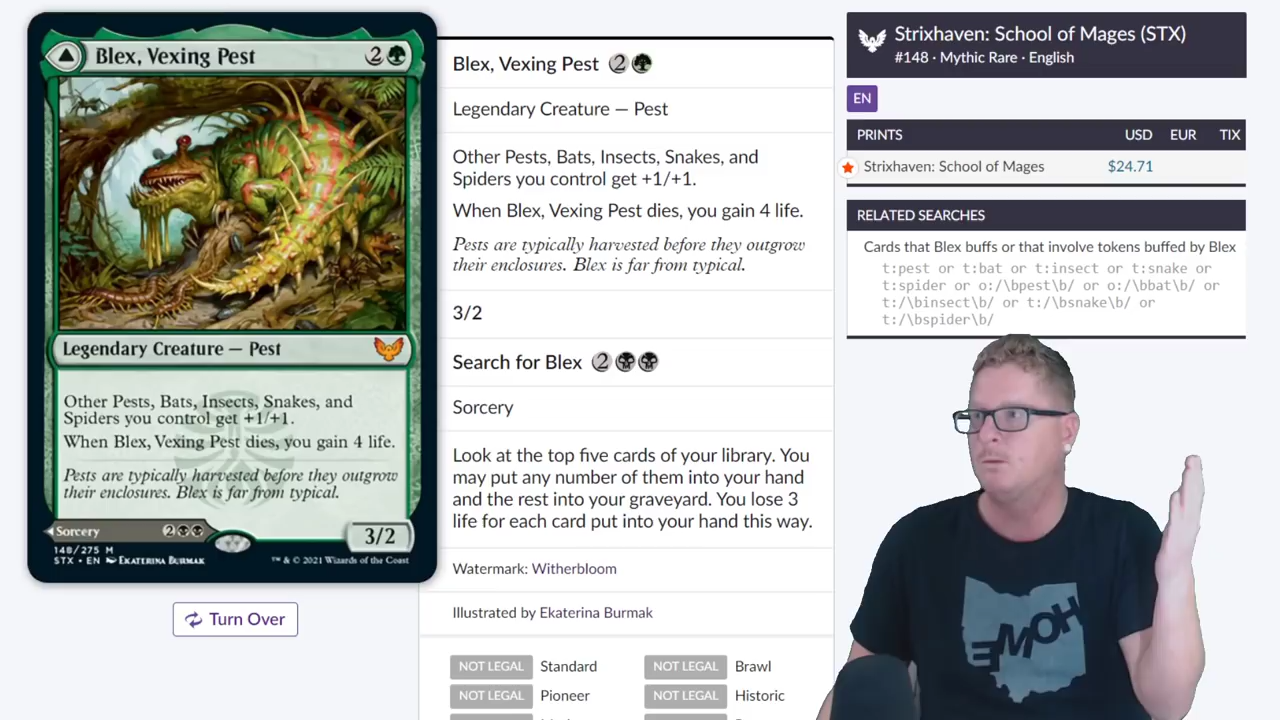 Blex, Vexing Pest 2
Legendary Creature — Pest
Other Pests, Bats, Insects, Snakes, and
Spiders you control get +1/+1.
When Blex, Vexing Pest dies, you gain 4 life.
Pests are typically harvested before they outgrow
their enclosures. Blex is far from typical.
Sorcery 2
3/2
148/275 M
STX • EN EKATERINA BURMAK
™ & © 2021 Wizards of the Coast
Turn Over
Blex, Vexing Pest 2
Legendary Creature — Pest
Other Pests, Bats, Insects, Snakes, and
Spiders you control get +1/+1.
When Blex, Vexing Pest dies, you gain 4 life.
Pests are typically harvested before they outgrow
their enclosures. Blex is far from typical.
3/2
Search for Blex 2
Sorcery
Look at the top five cards of your library. You
may put any number of them into your hand
and the rest into your graveyard. You lose 3
life for each card put into your hand this way.
Watermark: Witherbloom
Illustrated by Ekaterina Burmak
NOT LEGAL Standard NOT LEGAL Brawl
NOT LEGAL Pioneer NOT LEGAL Historic
Strixhaven: School of Mages (STX)
#148 · Mythic Rare · English
EN
PRINTS USD EUR TIX
Strixhaven: School of Mages $24.71
RELATED SEARCHES
Cards that Blex buffs or that involve tokens buffed by Blex
t:pest or t:bat or t:insect or t:snake or
t:spider or o:/\bpest\b/ or o:/\bbat\b/ or
t:/\binsect\b/ or t:/\bsnake\b/ or
t:/\bspider\b/
HOME